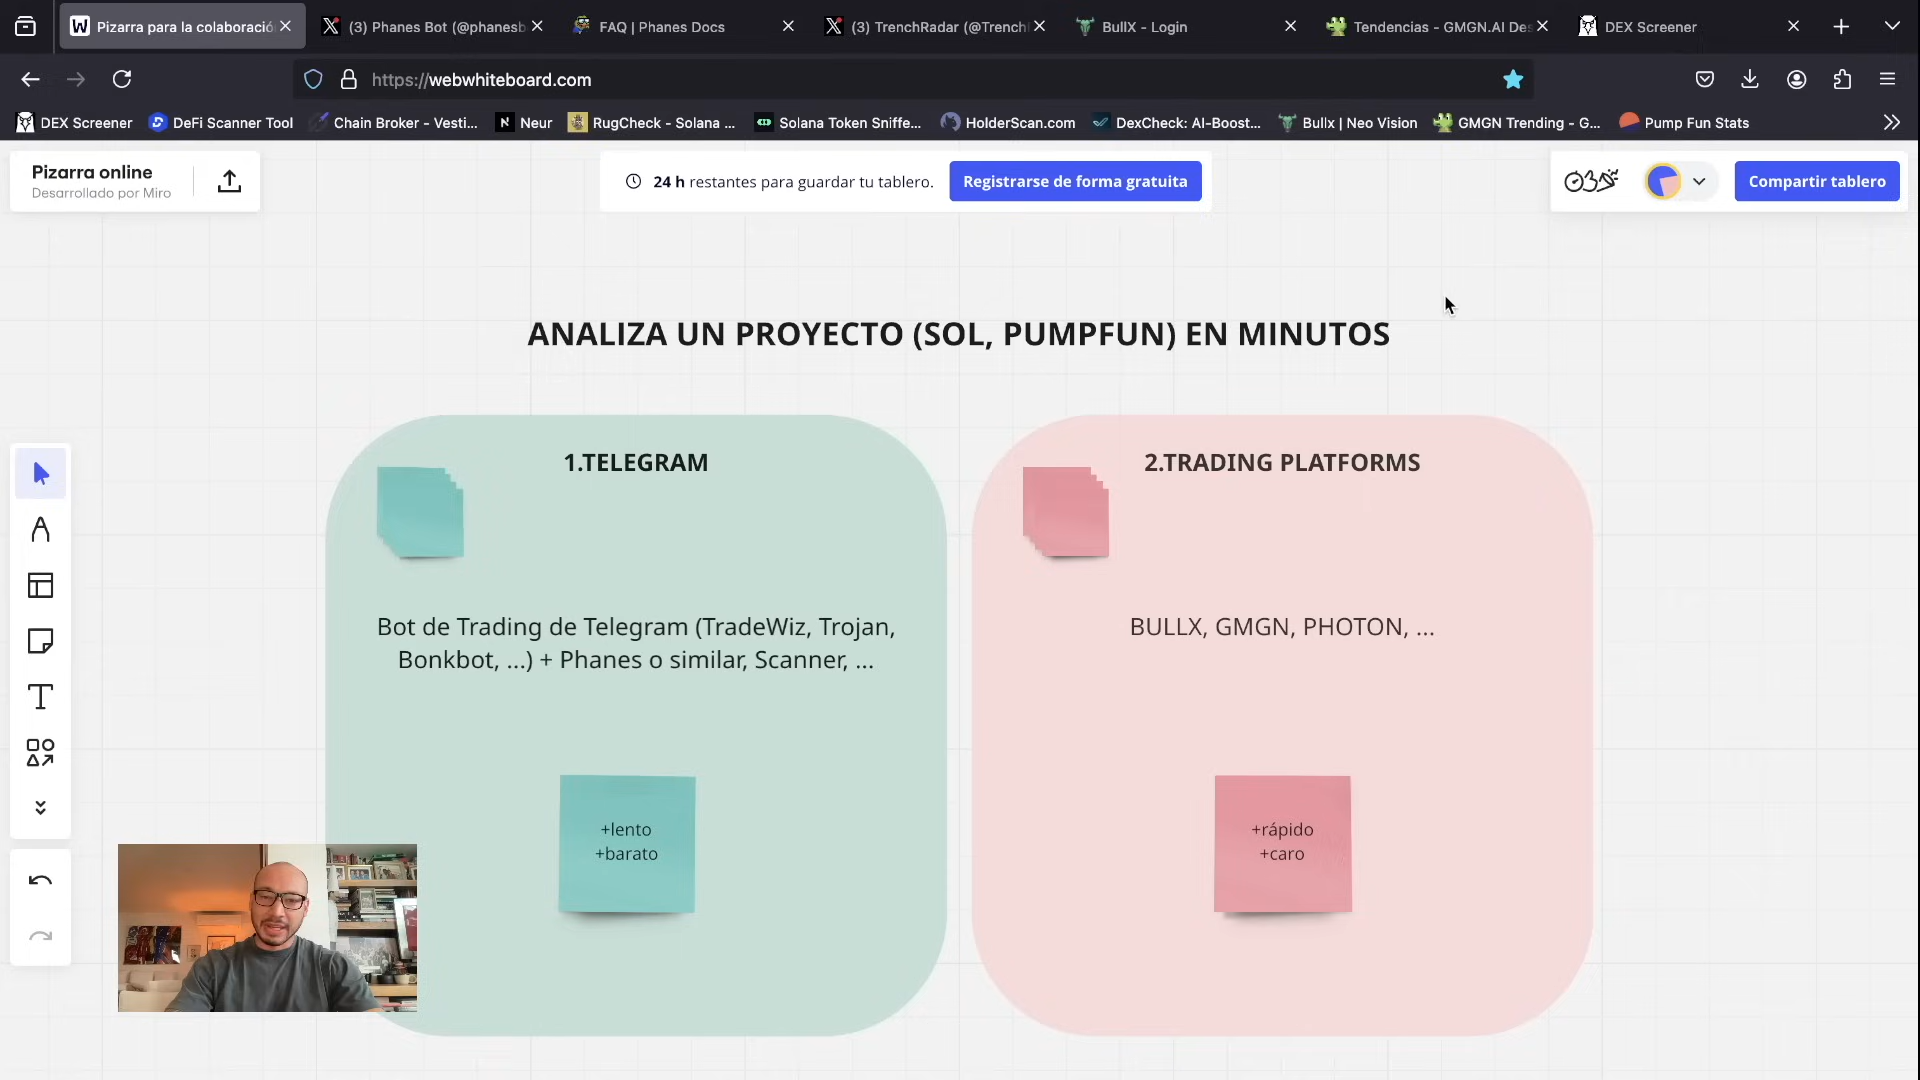 Pizarra para la colaboració
(3) Phanes Bot (@phanesb
FAQ | Phanes Docs
(3) TrenchRadar (@Trench
BullX - Login
Tendencias - GMGN.AI Des
DEX Screener
https://webwhiteboard.com
DEX Screener
DeFi Scanner Tool
Chain Broker - Vesti...
Neur
RugCheck - Solana ...
Solana Token Sniffe...
HolderScan.com
DexCheck: AI-Boost...
Bullx | Neo Vision
GMGN Trending - G...
Pump Fun Stats
Pizarra online
Desarrollado por Miro
24 h restantes para guardar tu tablero.
Registrarse de forma gratuita
Compartir tablero
ANALIZA UN PROYECTO (SOL, PUMPFUN) EN MINUTOS
1.TELEGRAM
Bot de Trading de Telegram (TradeWiz, Trojan,
Bonkbot, ...) + Phanes o similar, Scanner, ...
+lento
+barato
2.TRADING PLATFORMS
BULLX, GMGN, PHOTON, ...
+rápido
+caro